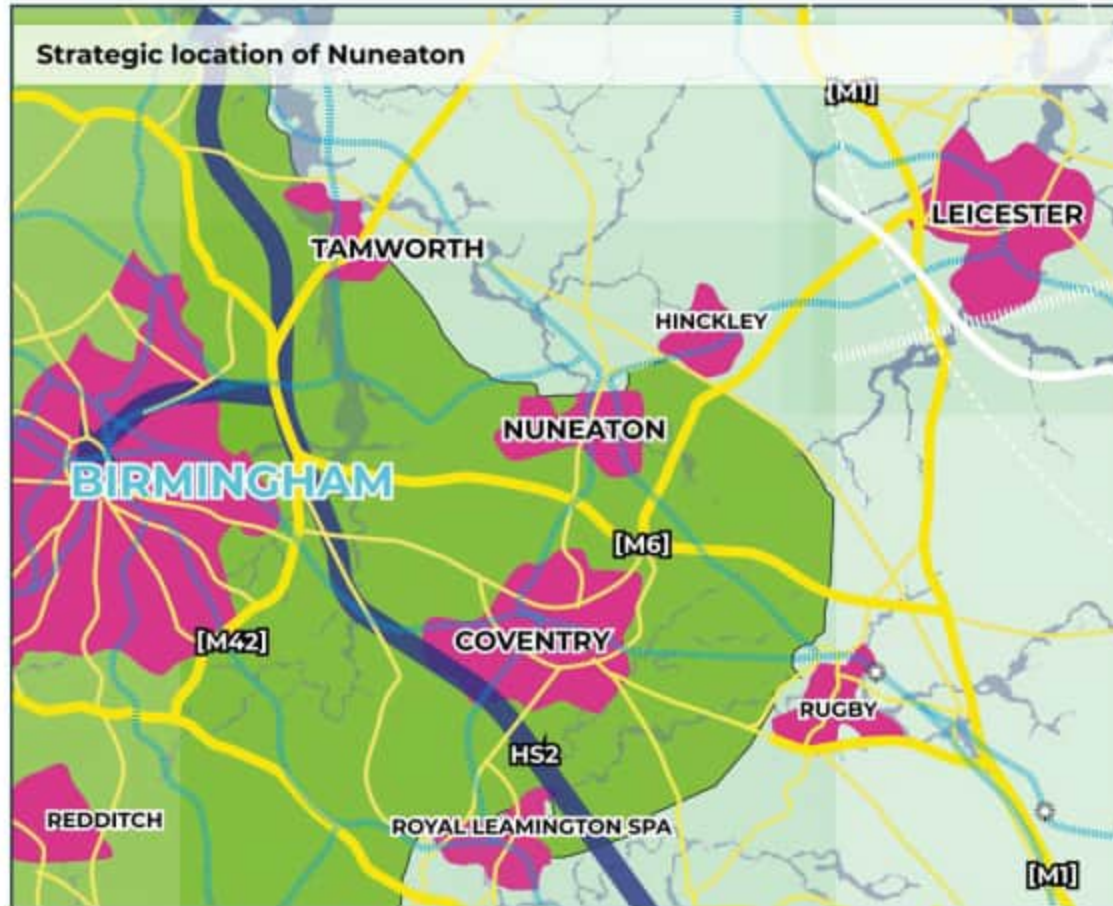 Strategic location of Nuneaton
[M1]
LEICESTER
TAMWORTH
HINCKLEY
NUNEATON
BIRMINGHAM
[M6]
[M42]
COVENTRY
RUGBY
HS2
REDDITCH
ROYAL LEAMINGTON SPA
[M1]